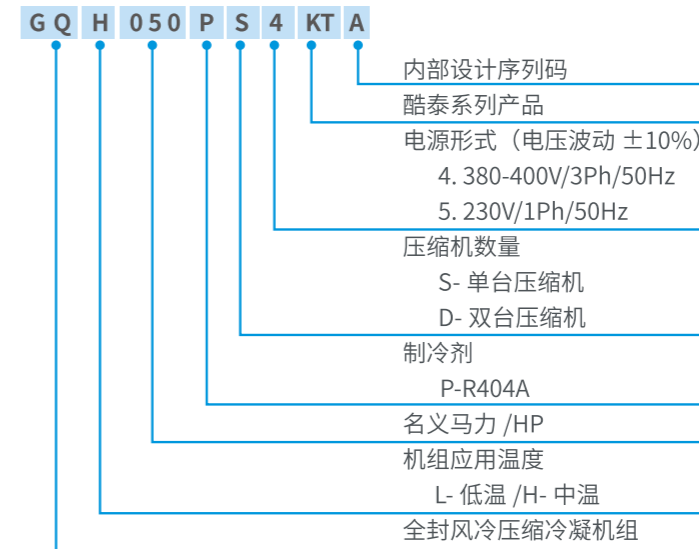 GQ H 050 P S 4 KT A
内部设计序列码
酷泰系列产品
电源形式（电压波动 ±10%）
4. 380-400V/3Ph/50Hz
5. 230V/1Ph/50Hz
压缩机数量
S- 单台压缩机
D- 双台压缩机
制冷剂
P-R404A
名义马力 /HP
机组应用温度
L- 低温 /H- 中温
全封风冷压缩冷凝机组